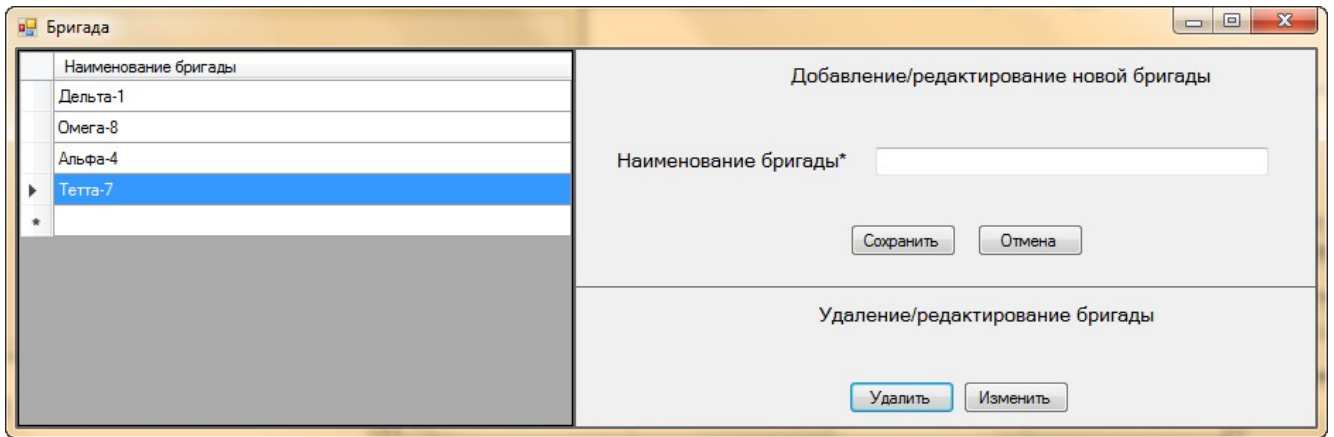 Бригада
Наименование бригады
Дельта-1
Омега-8
Альфа-4
Тетта-7
*
Добавление/редактирование новой бригады
Наименование бригады*
Сохранить Отмена
Удаление/редактирование бригады
Удалить Изменить